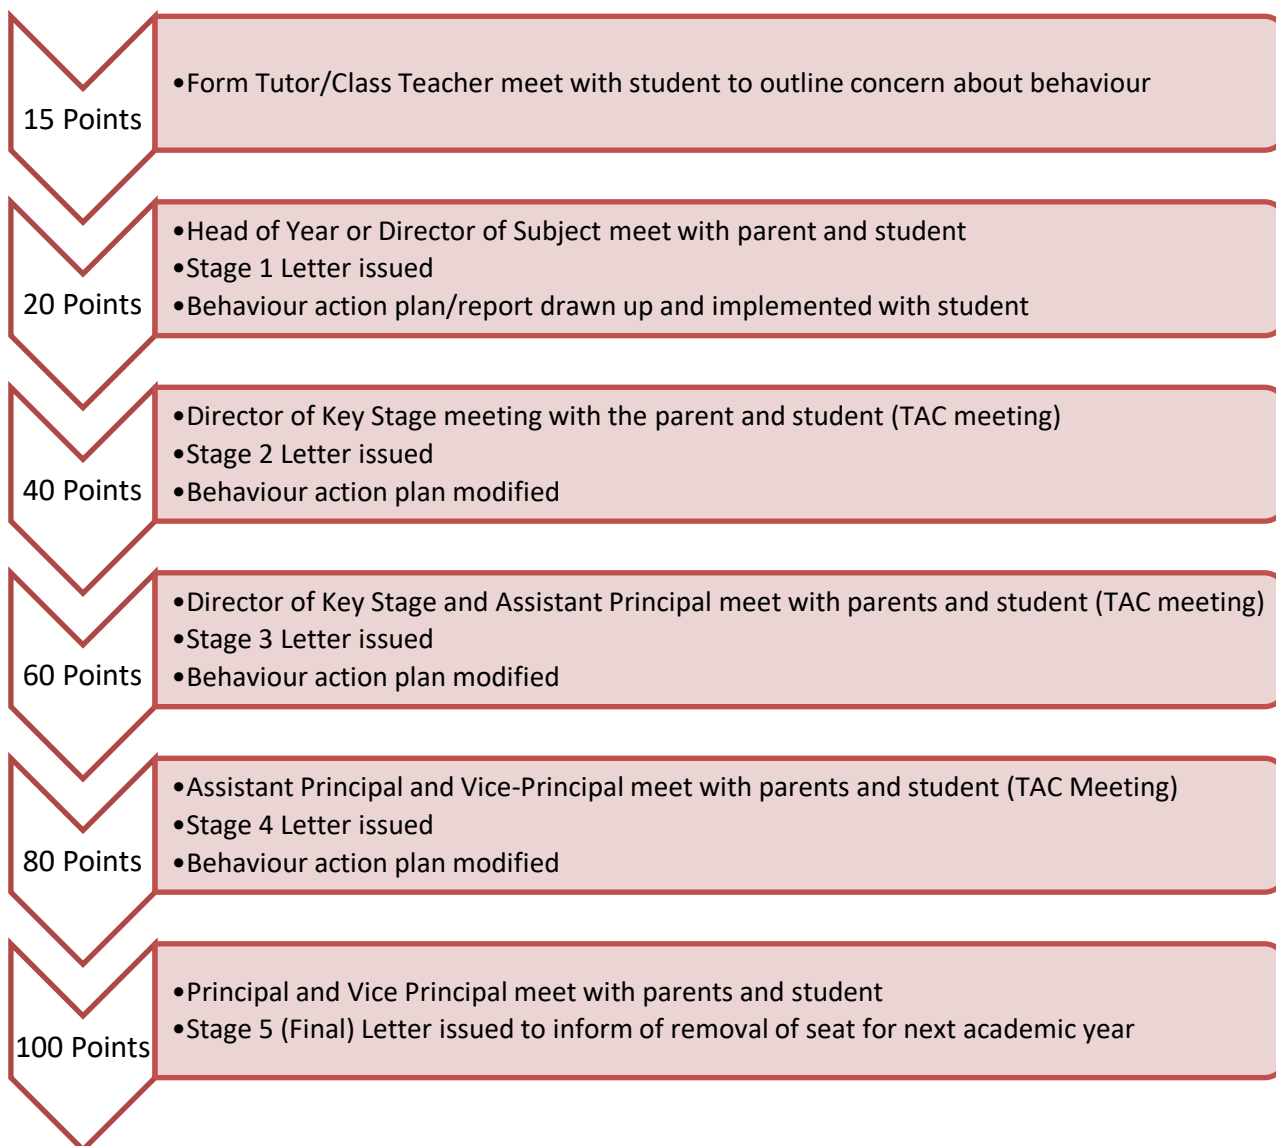 15 Points
•Form Tutor/Class Teacher meet with student to outline concern about behaviour
20 Points
•Head of Year or Director of Subject meet with parent and student
•Stage 1 Letter issued
•Behaviour action plan/report drawn up and implemented with student
40 Points
•Director of Key Stage meeting with the parent and student (TAC meeting)
•Stage 2 Letter issued
•Behaviour action plan modified
60 Points
•Director of Key Stage and Assistant Principal meet with parents and student (TAC meeting)
•Stage 3 Letter issued
•Behaviour action plan modified
80 Points
•Assistant Principal and Vice-Principal meet with parents and student (TAC Meeting)
•Stage 4 Letter issued
•Behaviour action plan modified
100 Points
•Principal and Vice Principal meet with parents and student
•Stage 5 (Final) Letter issued to inform of removal of seat for next academic year